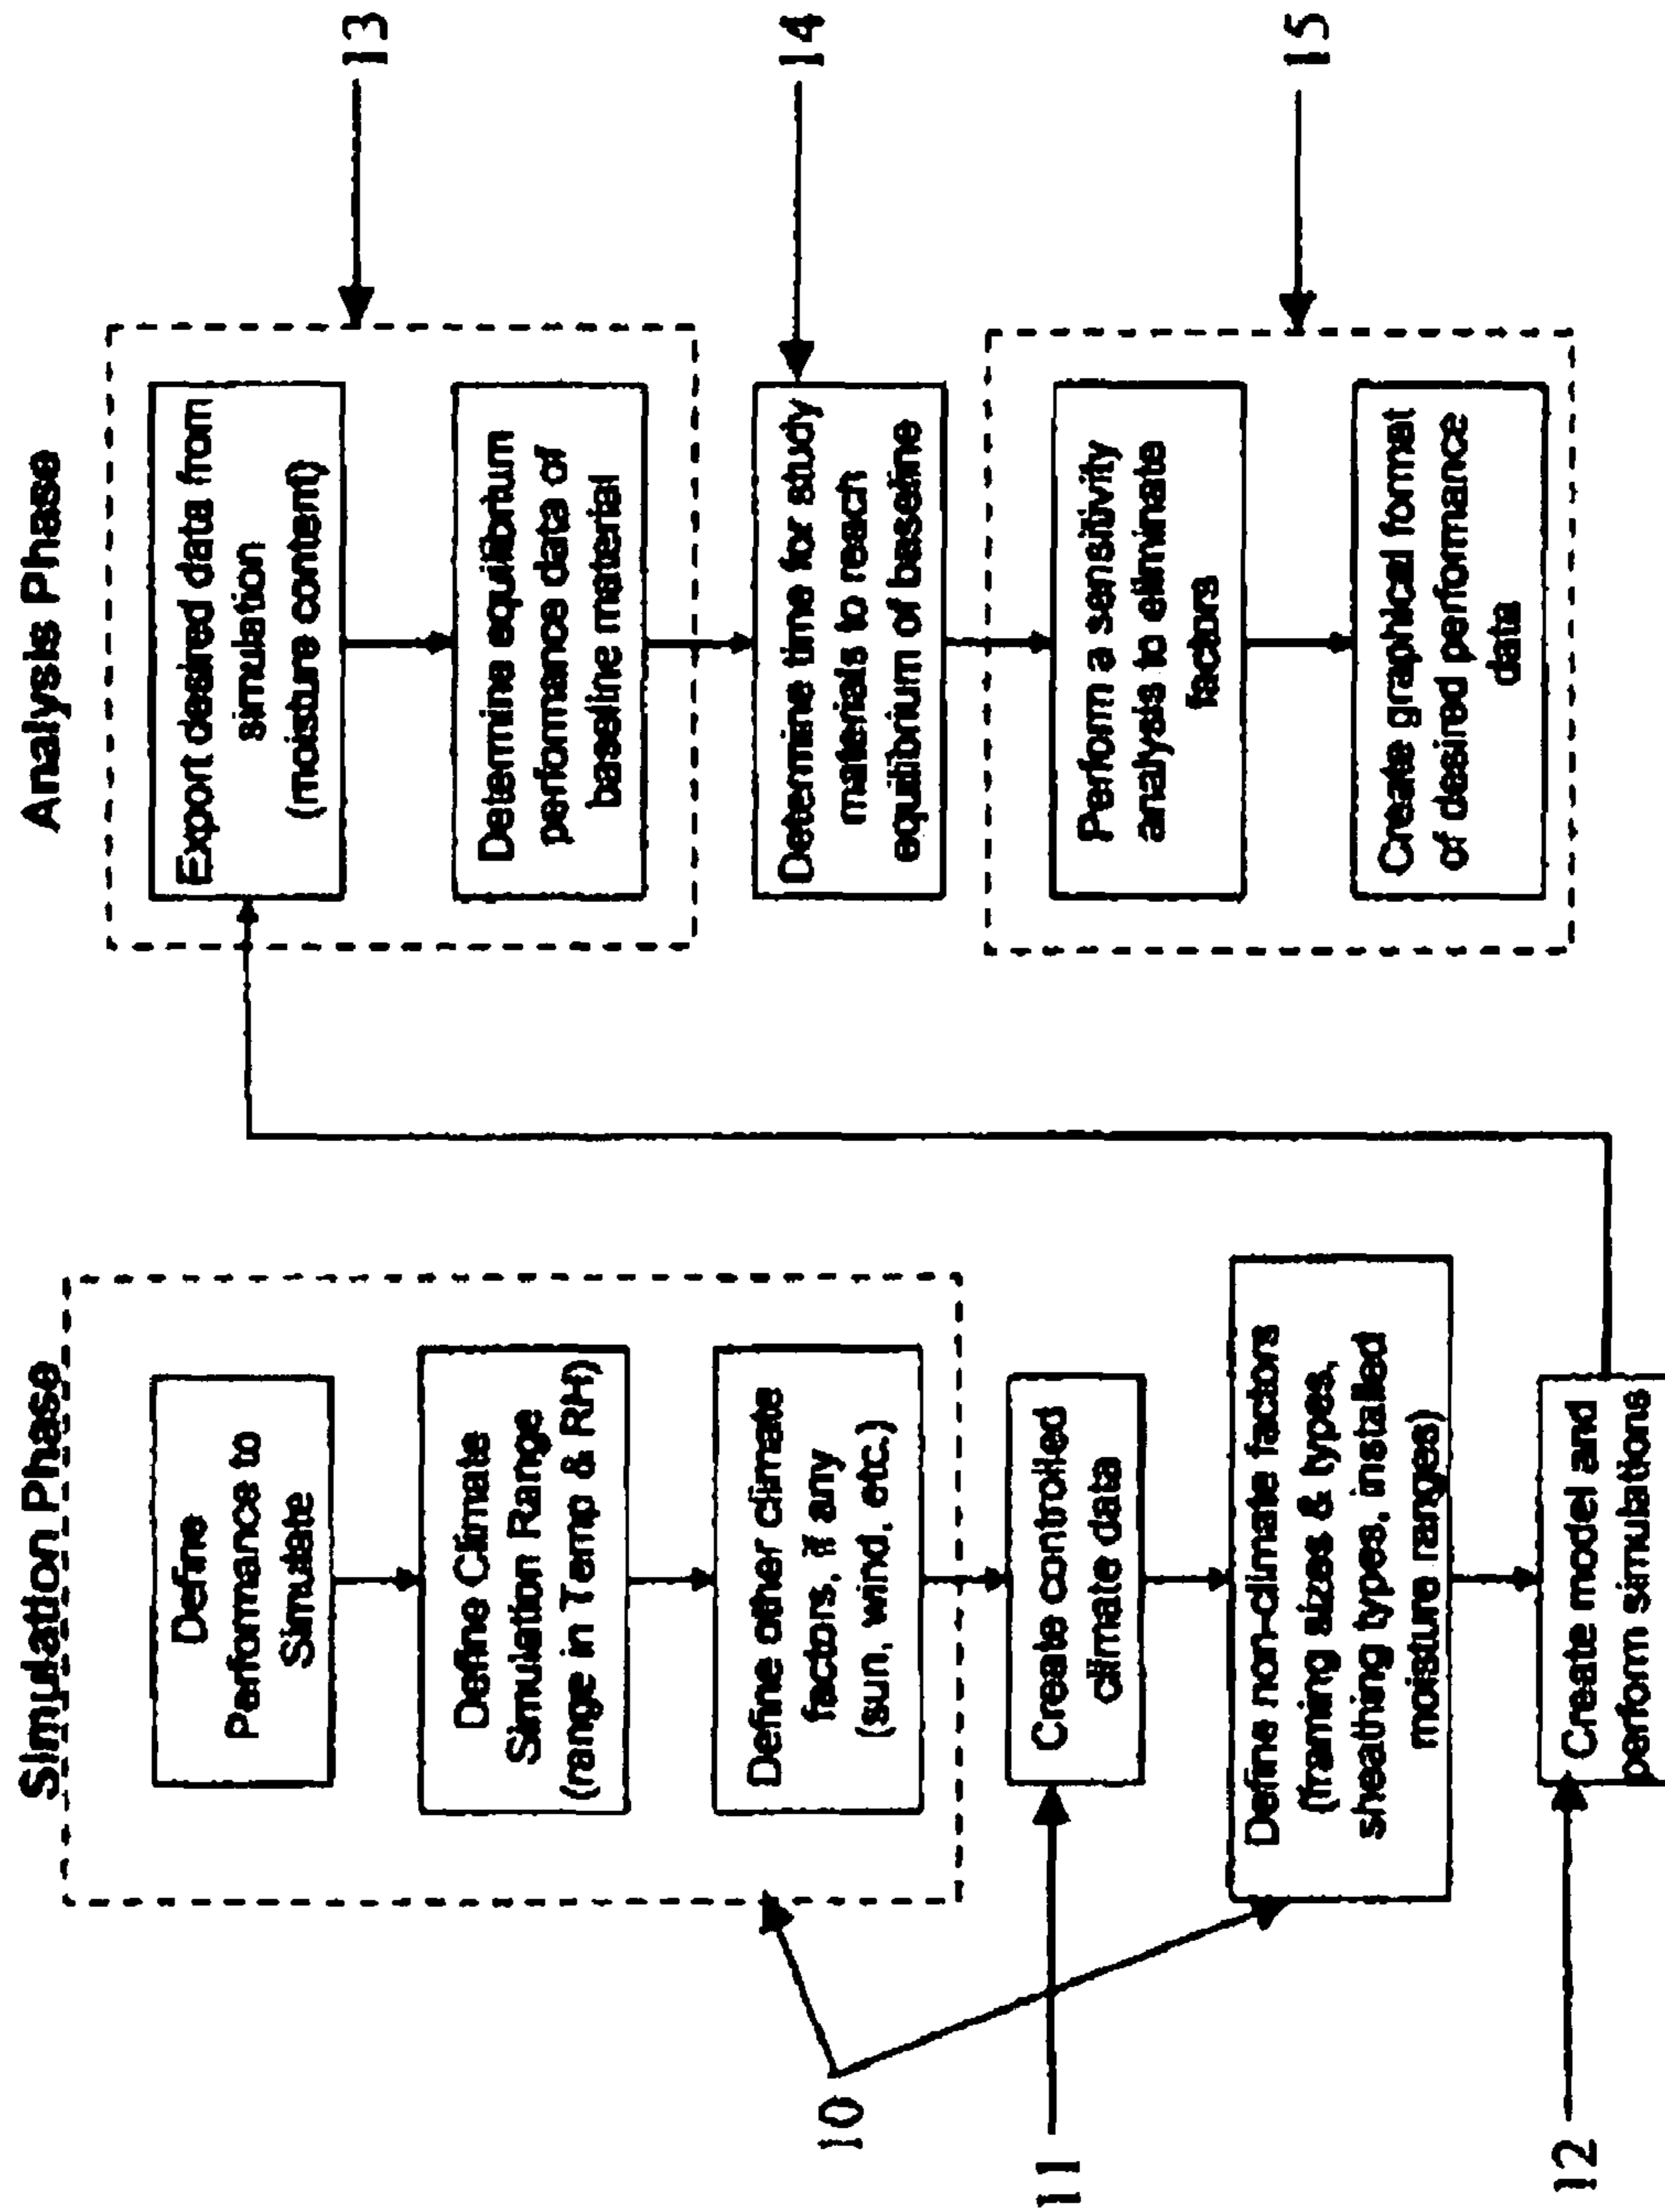 Simulation Phase
Define
Performance to
Simulate
Define Climate
Simulation Range
(range in Temp & RH)
Define other climate
factors, if any
(sun, wind, etc.)
Create controlled
climate data
Define non-climate factors
(framing sizes & types,
sheathing types, installed
moisture ranges)
Create model and
perform simulations
10
11
12
Analysis Phase
Export desired data from
simulation
(moisture content)
Determine equilibrium
performance data of
baseline material
Determine time for study
materials to reach
equilibrium of baseline
Perform a sensitivity
analysis to eliminate
factors
Create graphical format
of desired performance
data
13
14
15